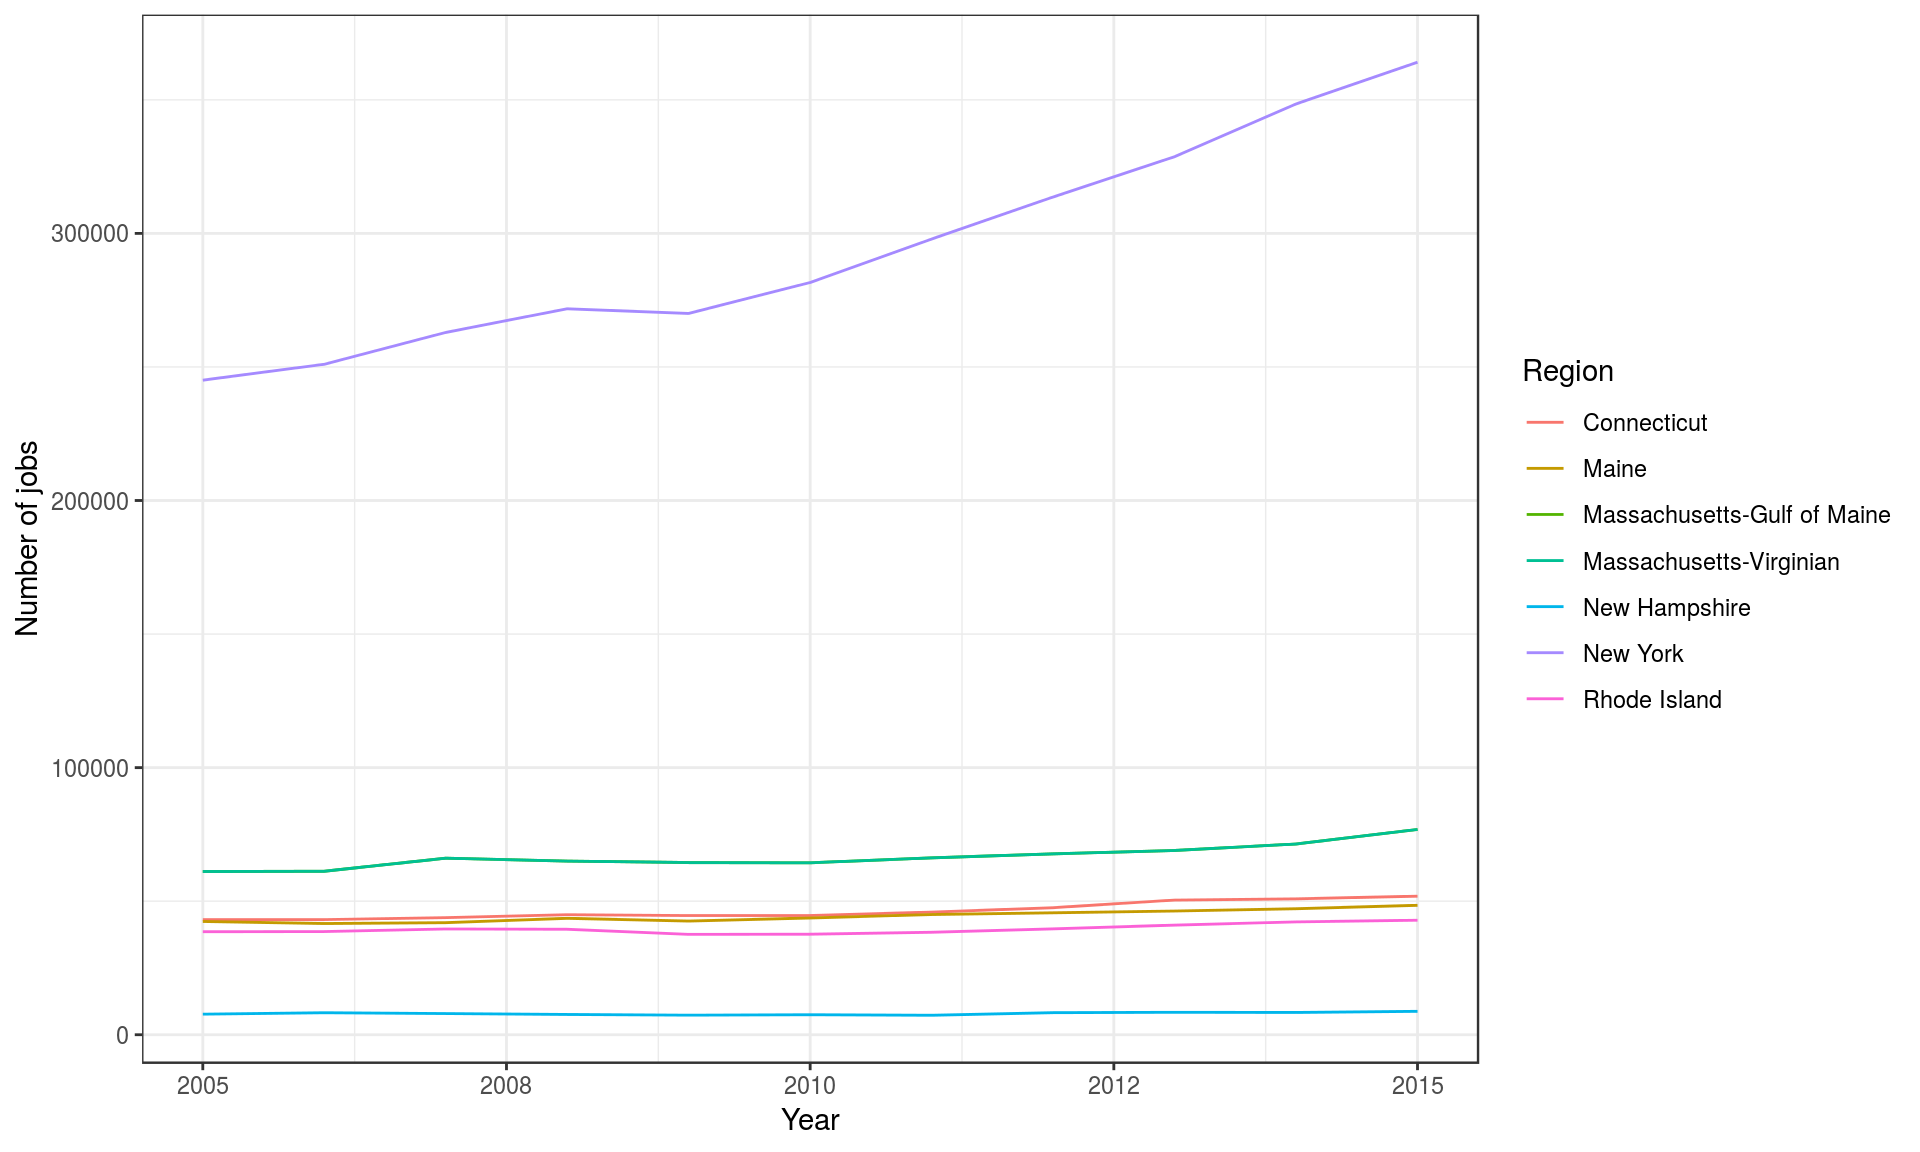 300000
200000
100000
0
Number of jobs
2005
2008
2010
2012
2015
Year
Region
Connecticut
Maine
Massachusetts-Gulf of Maine
Massachusetts-Virginian
New Hampshire
New York
Rhode Island